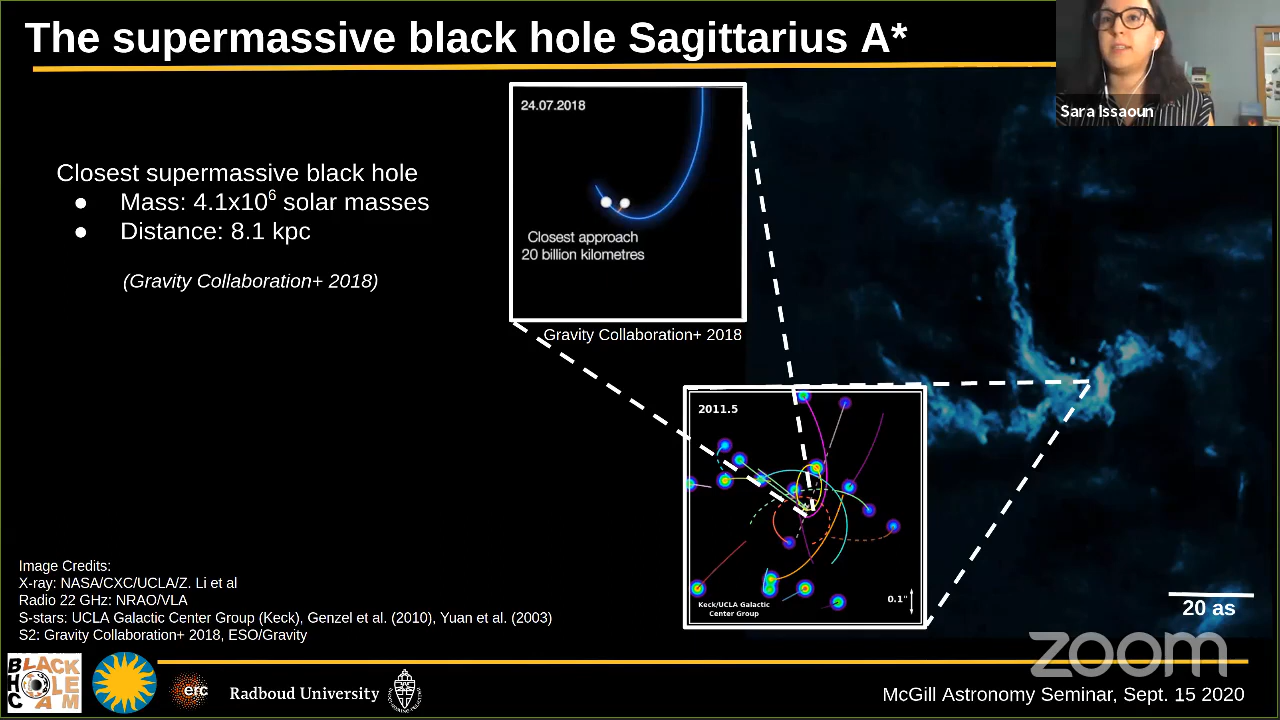 The supermassive black hole Sagittarius A*
Sara Issaoun
24.07.2018
Closest approach
20 billion kilometres
Gravity Collaboration+ 2018
Closest supermassive black hole
● Mass: 4.1x10⁶ solar masses
● Distance: 8.1 kpc
(Gravity Collaboration+ 2018)
2011.5
Keck/UCLA Galactic
Center Group
0.1"
20 as
Image Credits:
X-ray: NASA/CXC/UCLA/Z. Li et al
Radio 22 GHz: NRAO/VLA
S-stars: UCLA Galactic Center Group (Keck), Genzel et al. (2010), Yuan et al. (2003)
S2: Gravity Collaboration+ 2018, ESO/Gravity
zoom
BLACK
HOLE
CAM
erc
Radboud University
McGill Astronomy Seminar, Sept. 15 2020